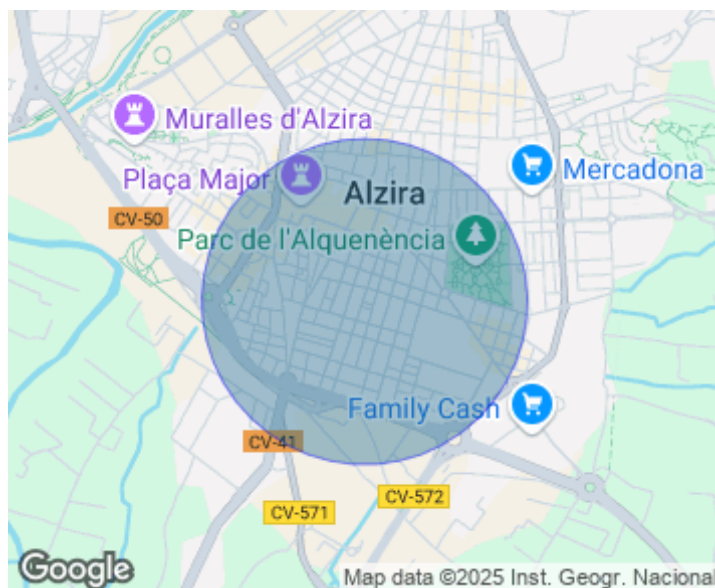 Muralles d'Alzira
Plaça Major
Alzira
Mercadona
CV-50
Parc de l'Alquenència
Family Cash
CV-41
CV-571
CV-572
Google
Map data ©2025 Inst. Geogr. Nacional